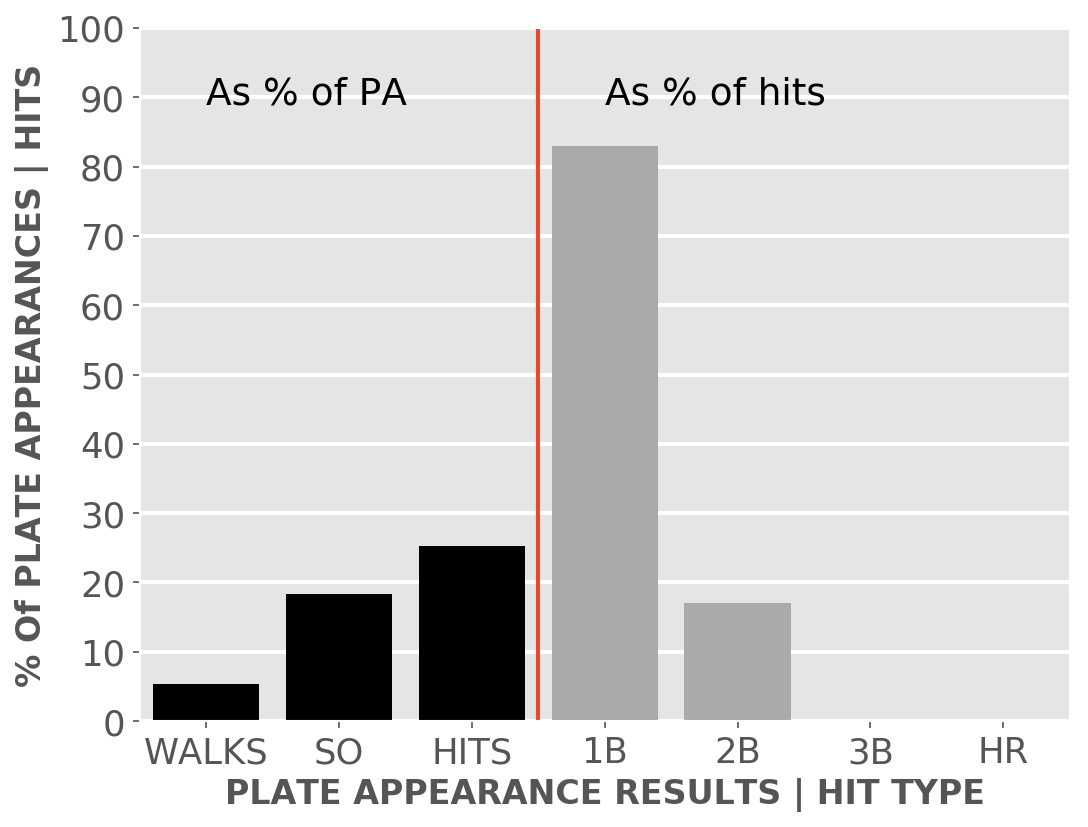 % Of PLATE APPEARANCES | HITS
100
90
80
70
60
50
40
30
20
10
0
As % of PA
As % of hits
WALKS SO HITS 1B 2B 3B HR
PLATE APPEARANCE RESULTS | HIT TYPE